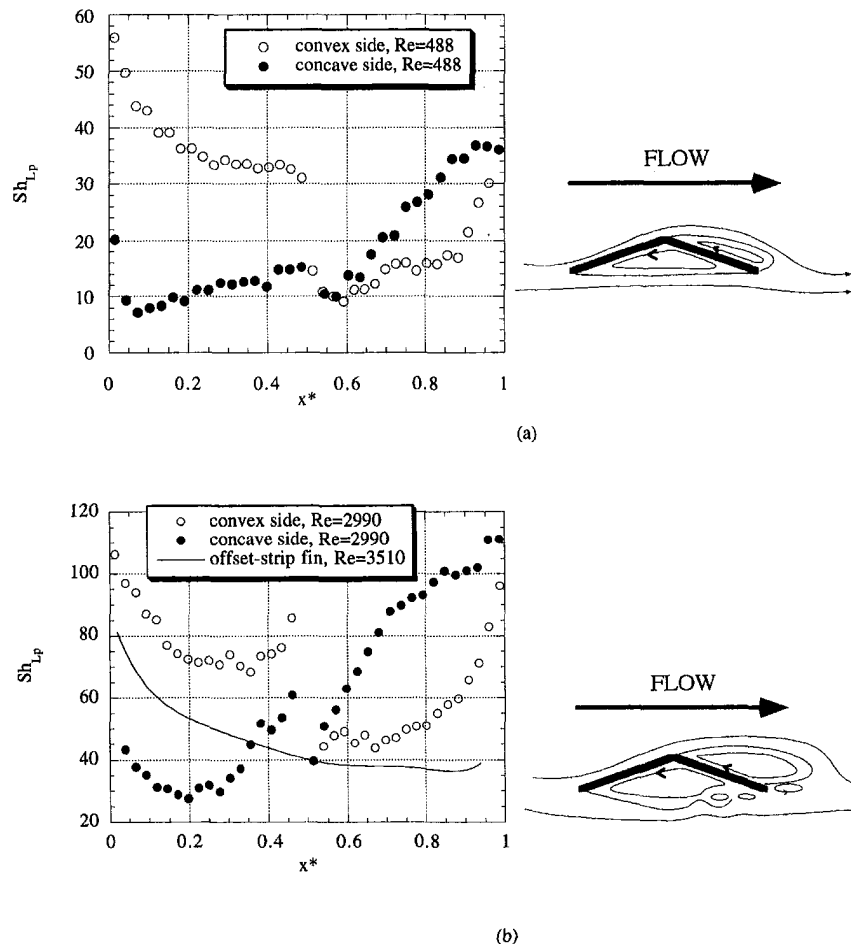 60
50
40
30
20
10
0
Sh_Lp
convex side, Re=488
concave side, Re=488
0 0.2 0.4 0.6 0.8 1
x*
FLOW
(a)
120
100
80
60
40
20
Sh_Lp
convex side, Re=2990
concave side, Re=2990
offset-strip fin, Re=3510
0 0.2 0.4 0.6 0.8 1
x*
FLOW
(b)